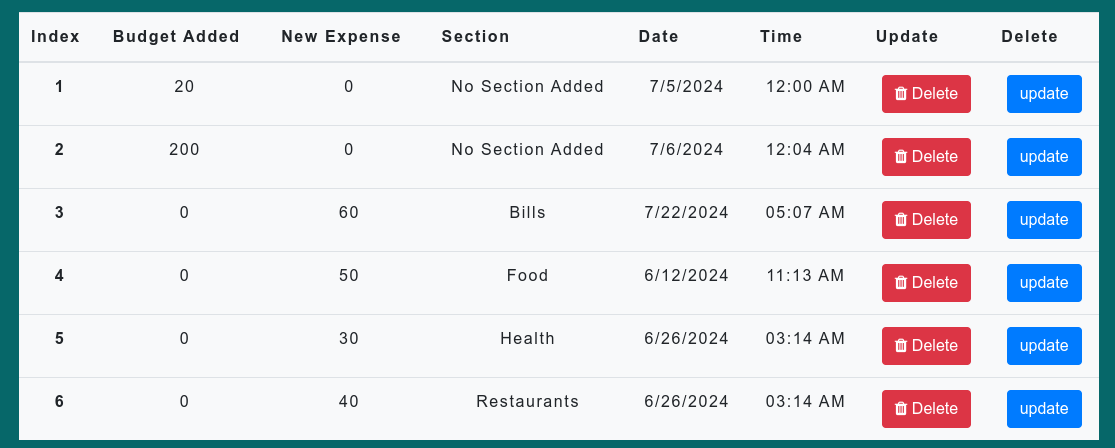 Index Budget Added New Expense Section Date Time Update Delete
1 20 0 No Section Added 7/5/2024 12:00 AM Delete update
2 200 0 No Section Added 7/6/2024 12:04 AM Delete update
3 0 60 Bills 7/22/2024 05:07 AM Delete update
4 0 50 Food 6/12/2024 11:13 AM Delete update
5 0 30 Health 6/26/2024 03:14 AM Delete update
6 0 40 Restaurants 6/26/2024 03:14 AM Delete update